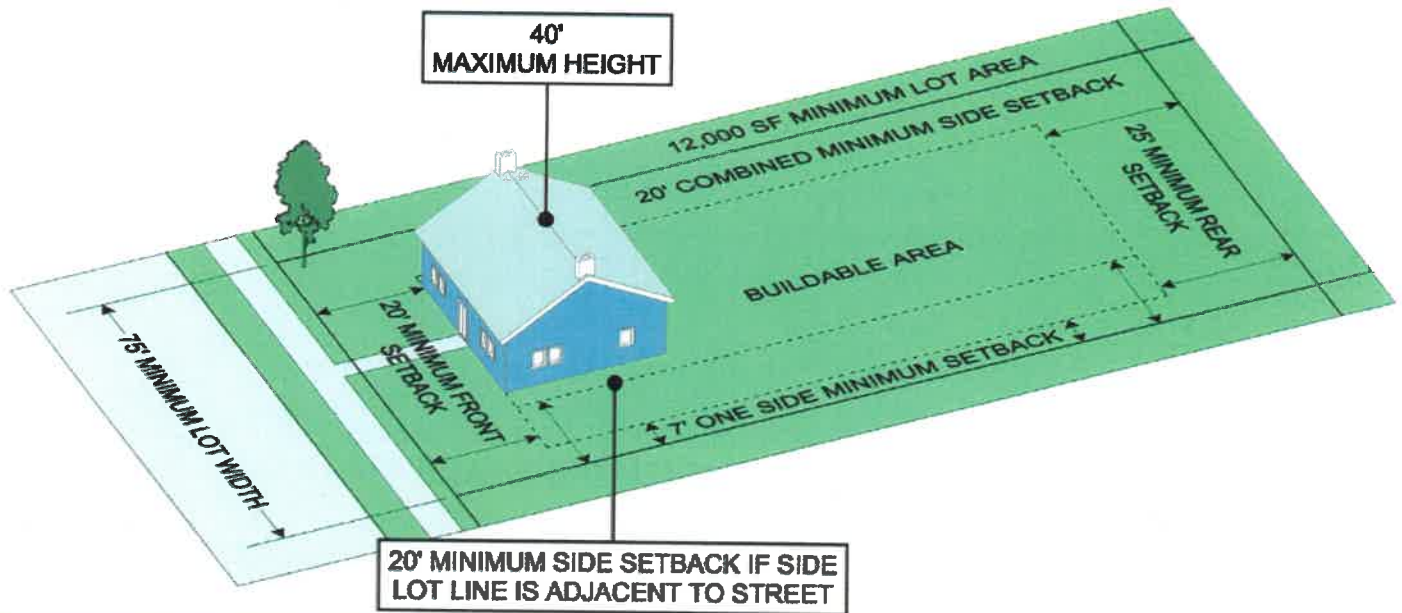 40'
MAXIMUM HEIGHT
12,000 SF MINIMUM LOT AREA
20' COMBINED MINIMUM SIDE SETBACK
25' MINIMUM REAR
SETBACK
BUILDABLE AREA
20' MINIMUM FRONT
SETBACK
7' ONE SIDE MINIMUM SETBACK
75' MINIMUM LOT WIDTH
20' MINIMUM SIDE SETBACK IF SIDE
LOT LINE IS ADJACENT TO STREET